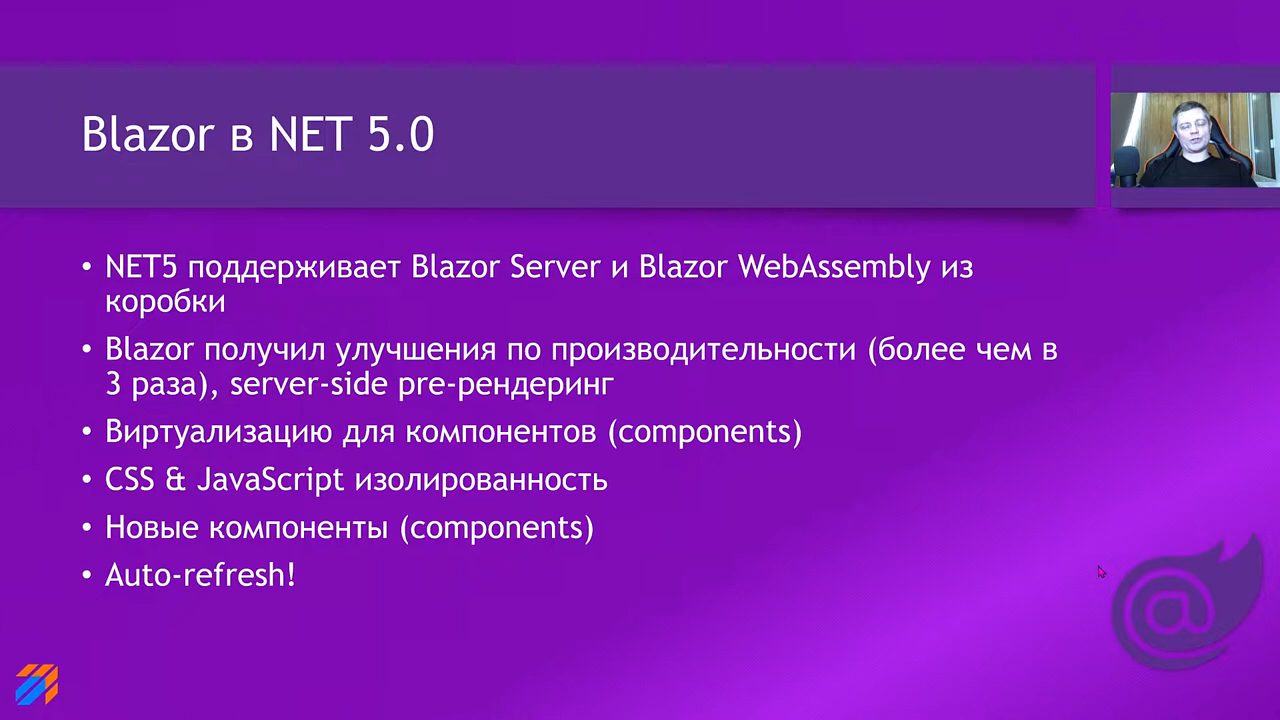 Blazor в NET 5.0
• NET5 поддерживает Blazor Server и Blazor WebAssembly из
коробки
• Blazor получил улучшения по производительности (более чем в
3 раза), server-side pre-рендеринг
• Виртуализацию для компонентов (components)
• CSS & JavaScript изолированность
• Новые компоненты (components)
• Auto-refresh!